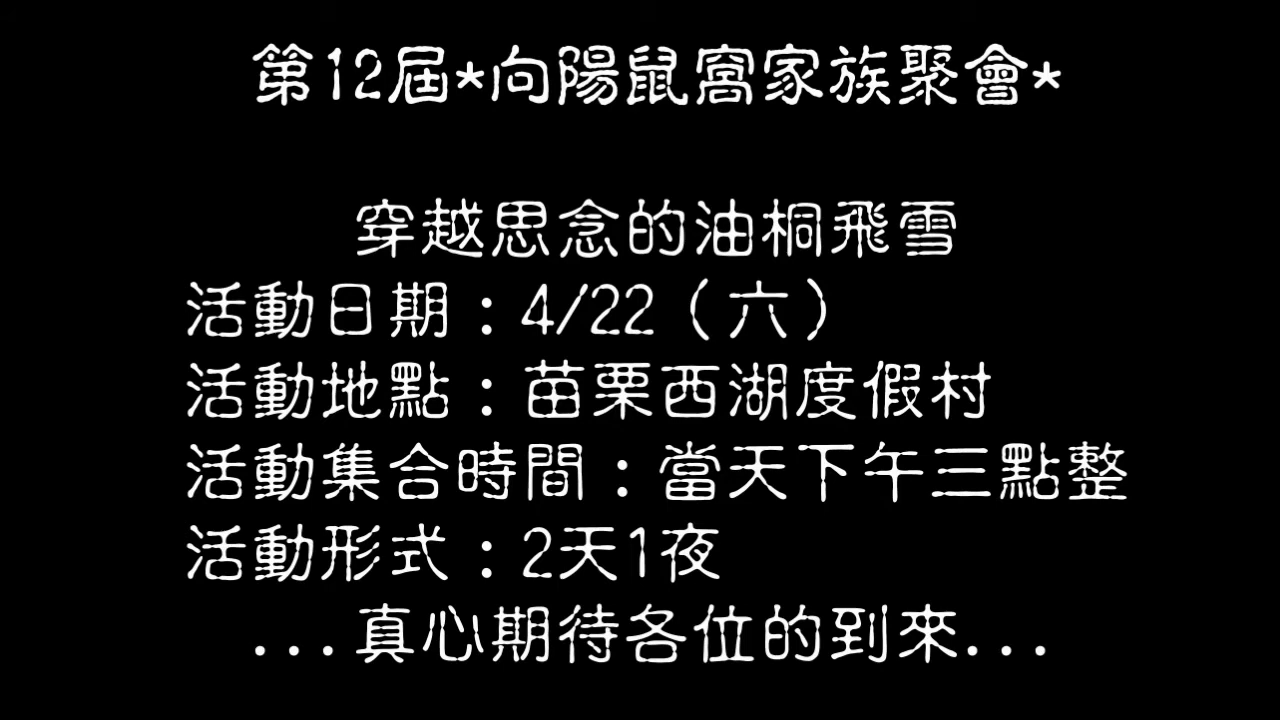 第12屆*向陽鼠窩家族聚會*
穿越思念的油桐飛雪
活動日期：4/22（六）
活動地點：苗栗西湖度假村
活動集合時間：當天下午三點整
活動形式：2天1夜
...真心期待各位的到來...